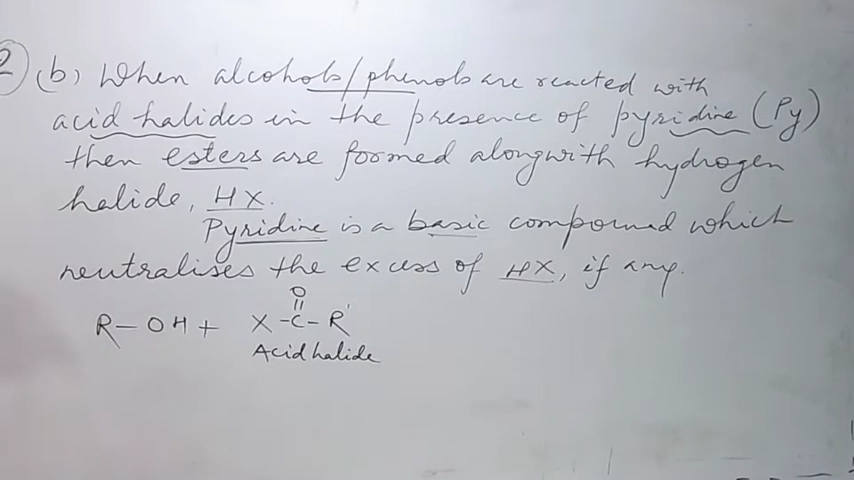 2 (b) When alcohols/phenols are reacted with
acid halides in the presence of pyridine (Py)
then esters are formed alongwith hydrogen
halide, HX.
Pyridine is a basic compound which
neutralises the excess of HX, if any.
O
R-OH + X-C-R'
Acid halide